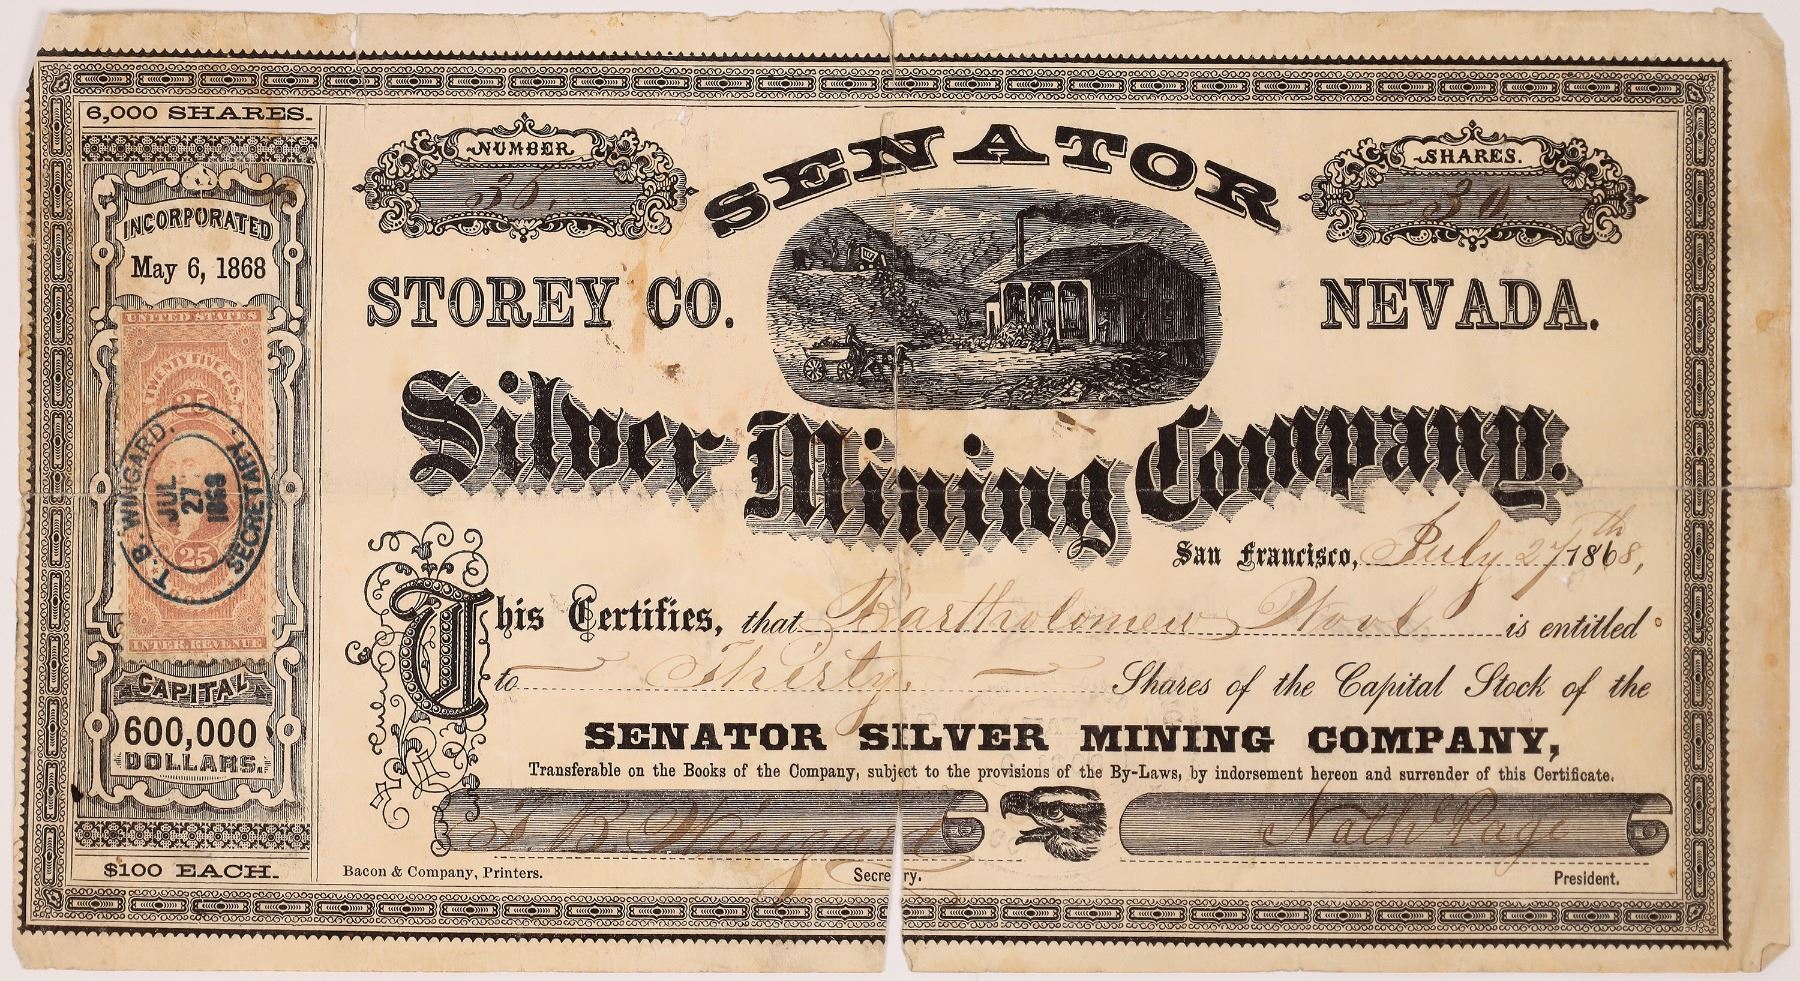 6,000 SHARES.
INCORPORATED
May 6, 1868
UNITED STATES
TWENTY FIVE CTS.
25
T. B. WINGARD.
JUL
27
1868
SECRETARY.
25
INTER. REVENUE
CAPITAL
600,000
DOLLARS.
$100 EACH.
NUMBER
36.
SENATOR
SHARES.
30
STOREY CO.
NEVADA.
Silver Mining Company.
San Francisco, July 27th 1868,
This Certifies, that Bartholomew Wool is entitled
to Thirty Shares of the Capital Stock of the
SENATOR SILVER MINING COMPANY,
Transferable on the Books of the Company, subject to the provisions of the By-Laws, by indorsement hereon and surrender of this Certificate.
T. B. Wingard
Nathl Page
Bacon & Company, Printers.
Secretary.
President.